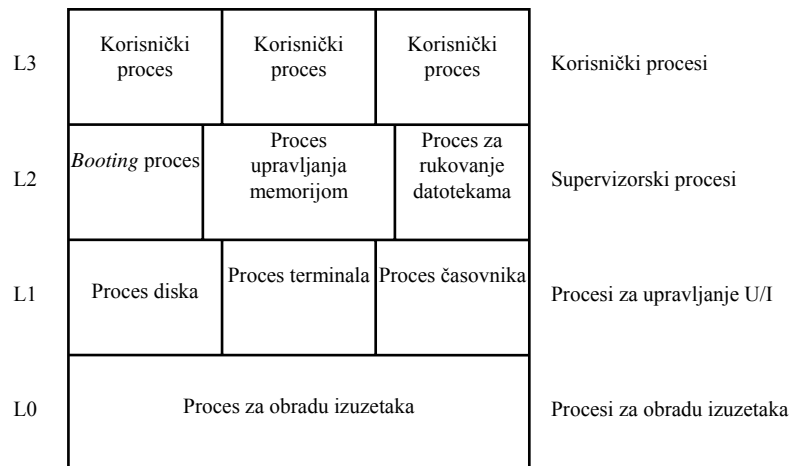 L3
Korisnički
proces
Korisnički
proces
Korisnički
proces
Korisnički procesi
L2
Booting proces
Proces
upravljanja
memorijom
Proces za
rukovanje
datotekama
Supervizorski procesi
L1
Proces diska
Proces terminala
Proces časovnika
Procesi za upravljanje U/I
L0
Proces za obradu izuzetaka
Procesi za obradu izuzetaka